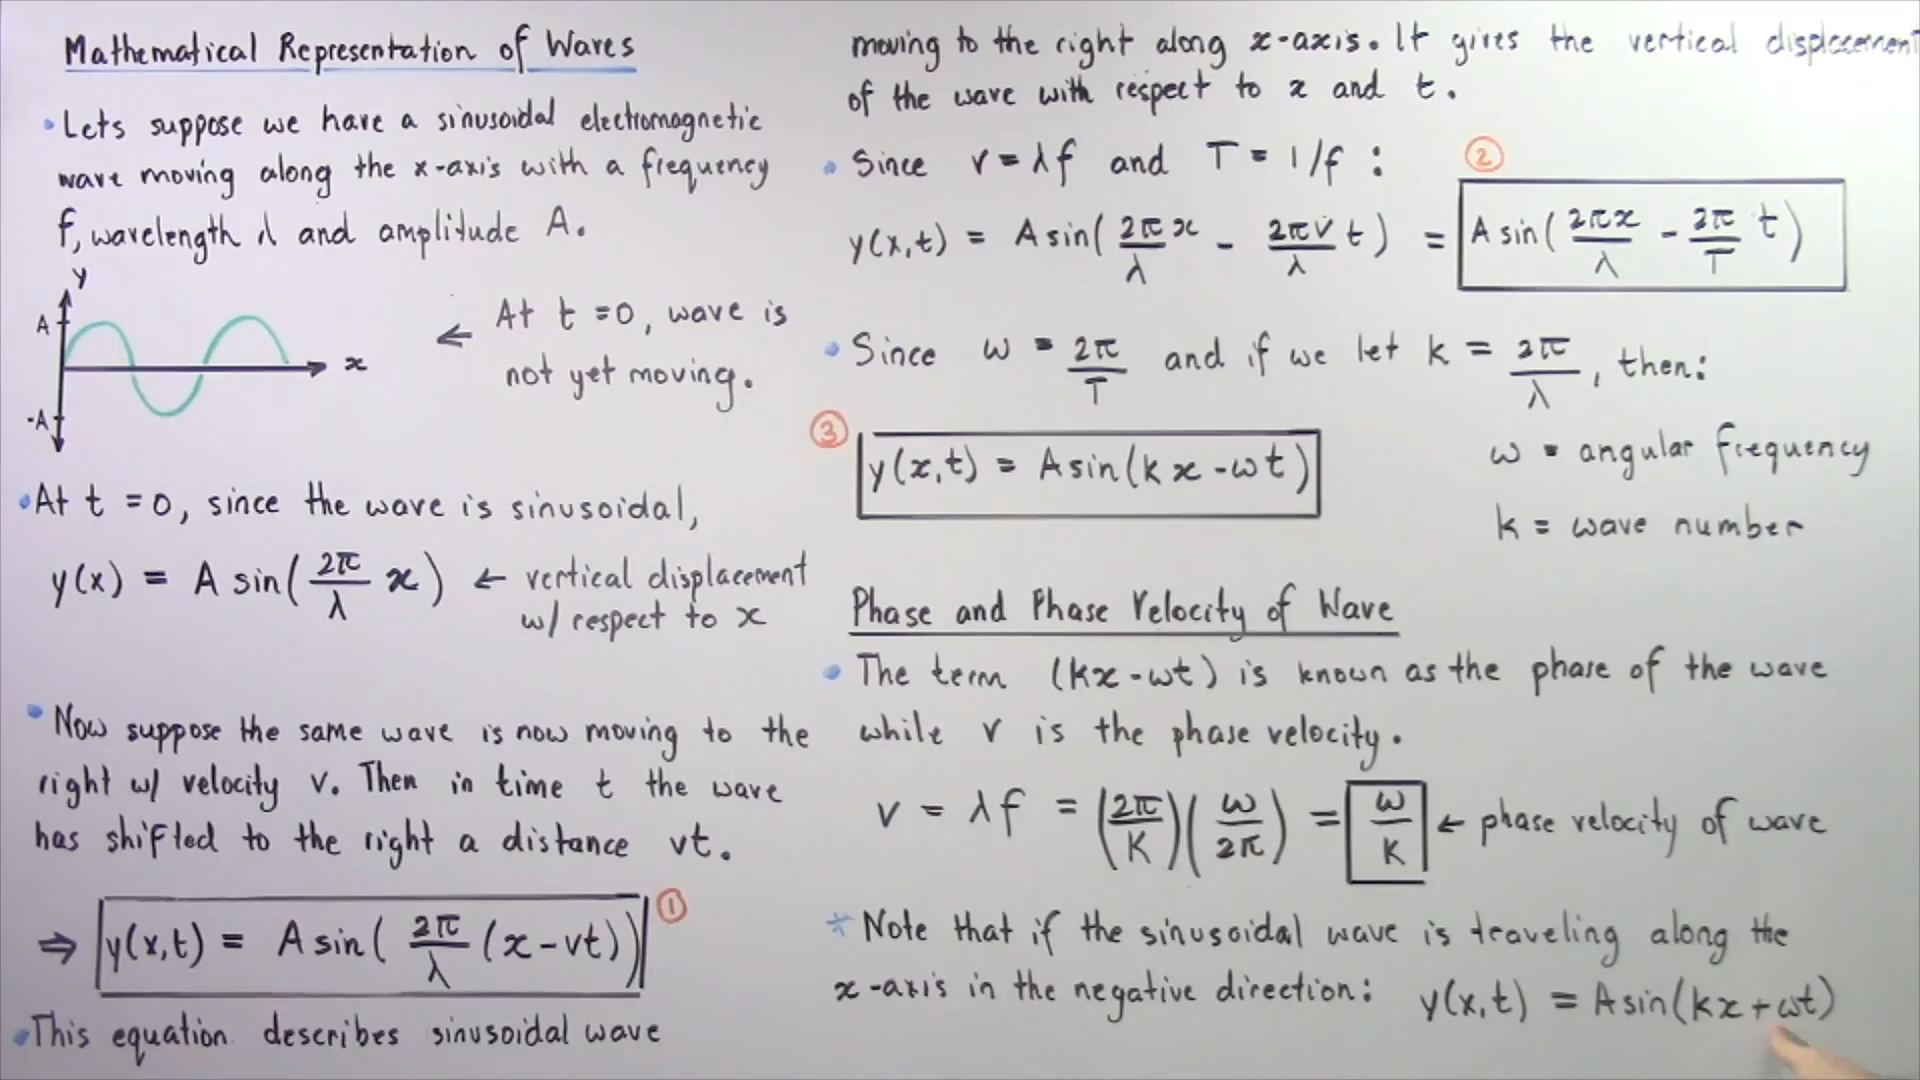 Mathematical Representation of Waves
• Lets suppose we have a sinusoidal electromagnetic
wave moving along the x-axis with a frequency
f, wavelength λ and amplitude A.
y
A
x
-A
← At t = 0, wave is
not yet moving.
• At t = 0, since the wave is sinusoidal,
y(x) = A sin(2π/λ x) ← vertical displacement
w/ respect to x
• Now suppose the same wave is now moving to the
right w/ velocity v. Then in time t the wave
has shifted to the right a distance vt.
⇒ y(x,t) = A sin(2π/λ (x-vt)) ①
• This equation describes sinusoidal wave
moving to the right along x-axis. It gives the vertical displacement
of the wave with respect to x and t.
• Since v = λf and T = 1/f :
②
y(x,t) = A sin(2πx/λ - 2πv/λ t) = A sin(2πx/λ - 2π/T t)
• Since ω = 2π/T and if we let k = 2π/λ, then:
③ y(x,t) = A sin(kx-ωt)
ω = angular frequency
k = wave number
Phase and Phase Velocity of Wave
• The term (kx-ωt) is known as the phase of the wave
while v is the phase velocity.
v = λf = (2π/K)(ω/2π) = ω/k ← phase velocity of wave
* Note that if the sinusoidal wave is traveling along the
x-axis in the negative direction: y(x,t) = A sin(kx+ωt)